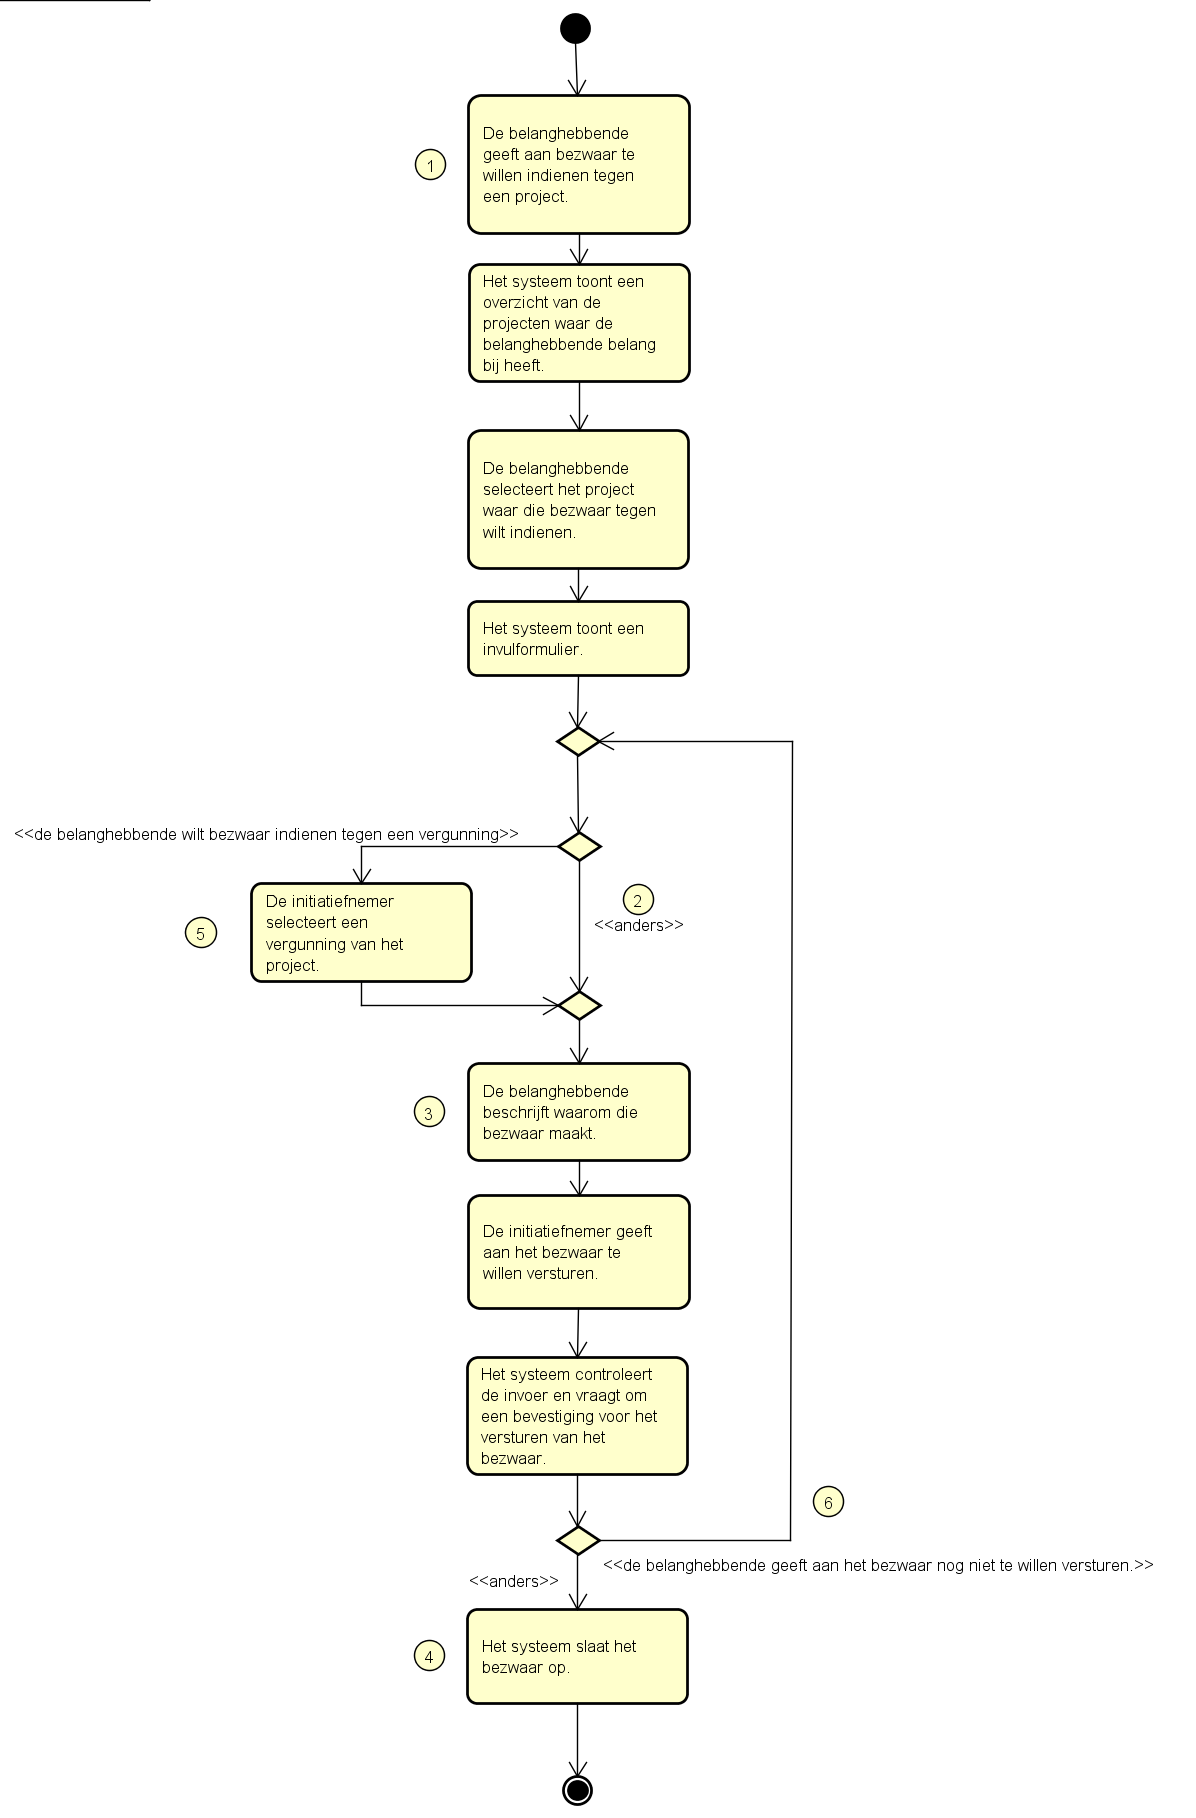 De belanghebbende
geeft aan bezwaar te
willen indienen tegen
een project.
1
Het systeem toont een
overzicht van de
projecten waar de
belanghebbende belang
bij heeft.
De belanghebbende
selecteert het project
waar die bezwaar tegen
wilt indienen.
Het systeem toont een
invulformulier.
<<de belanghebbende wilt bezwaar indienen tegen een vergunning>>
2
<<anders>>
De initiatiefnemer
selecteert een
vergunning van het
project.
5
De belanghebbende
beschrijft waarom die
bezwaar maakt.
3
De initiatiefnemer geeft
aan het bezwaar te
willen versturen.
Het systeem controleert
de invoer en vraagt om
een bevestiging voor het
versturen van het
bezwaar.
6
<<de belanghebbende geeft aan het bezwaar nog niet te willen versturen.>>
<<anders>>
Het systeem slaat het
bezwaar op.
4